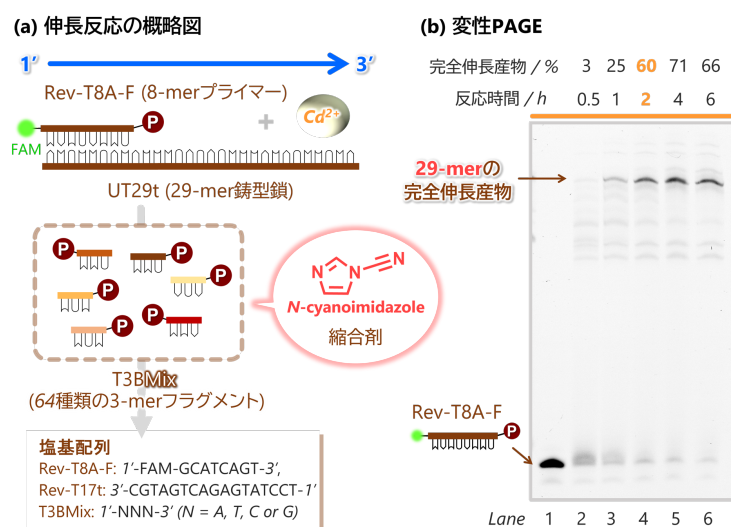 (a) 伸長反応の概略図
1’
3’
Rev-T8A-F (8-merプライマー)
P
+
Cd2+
FAM
UT29t (29-mer鋳型鎖)
P
P
P
P
P
P
N
N
N
N-cyanoimidazole
縮合剤
T3BMix
(64種類の3-merフラグメント)
塩基配列
Rev-T8A-F: 1’-FAM-GCATCAGT-3’,
Rev-T17t: 3’-CGTAGTCAGAGTATCCT-1’
T3BMix: 1’-NNN-3’ (N = A, T, C or G)
(b) 変性PAGE
完全伸長産物 / % 3 25 60 71 66
反応時間 / h 0.5 1 2 4 6
29-merの
完全伸長産物
Rev-T8A-F
P
Lane 1 2 3 4 5 6